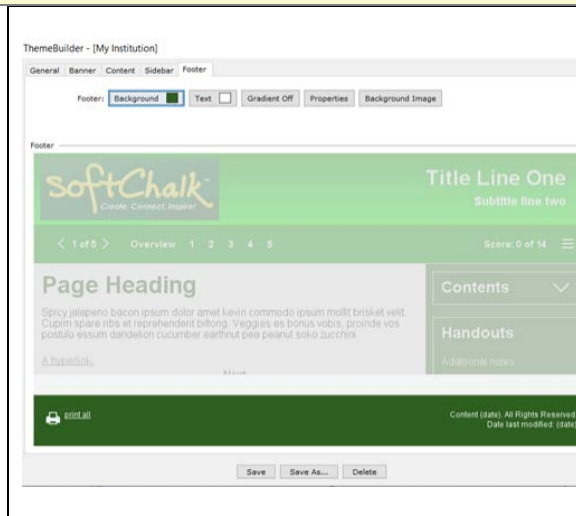 ThemeBuilder - [My Institution]
General Banner Content Sidebar Footer
Footer: Background Text Gradient Off Properties Background Image
Footer
SoftChalk™
Create. Connect. Inspire!
Title Line One
Subtitle line two
< 1 of 5 > Overview 1 2 3 4 5 Score: 0 of 14
Page Heading
Contents
Spicy jalapeno bacon ipsum dolor amet kevin commodo ipsum mollit brisket velit.
Cupim spare ribs et reprehenderit biltong. Veggies es bonus vobis, proinde vos
postulo essum dandelion cucumber earthnut pea peanut soko zucchini
Handouts
A hyperlink.
Additional notes
Next
print all
Content (date). All Rights Reserved
Date last modified: (date)
Save Save As... Delete